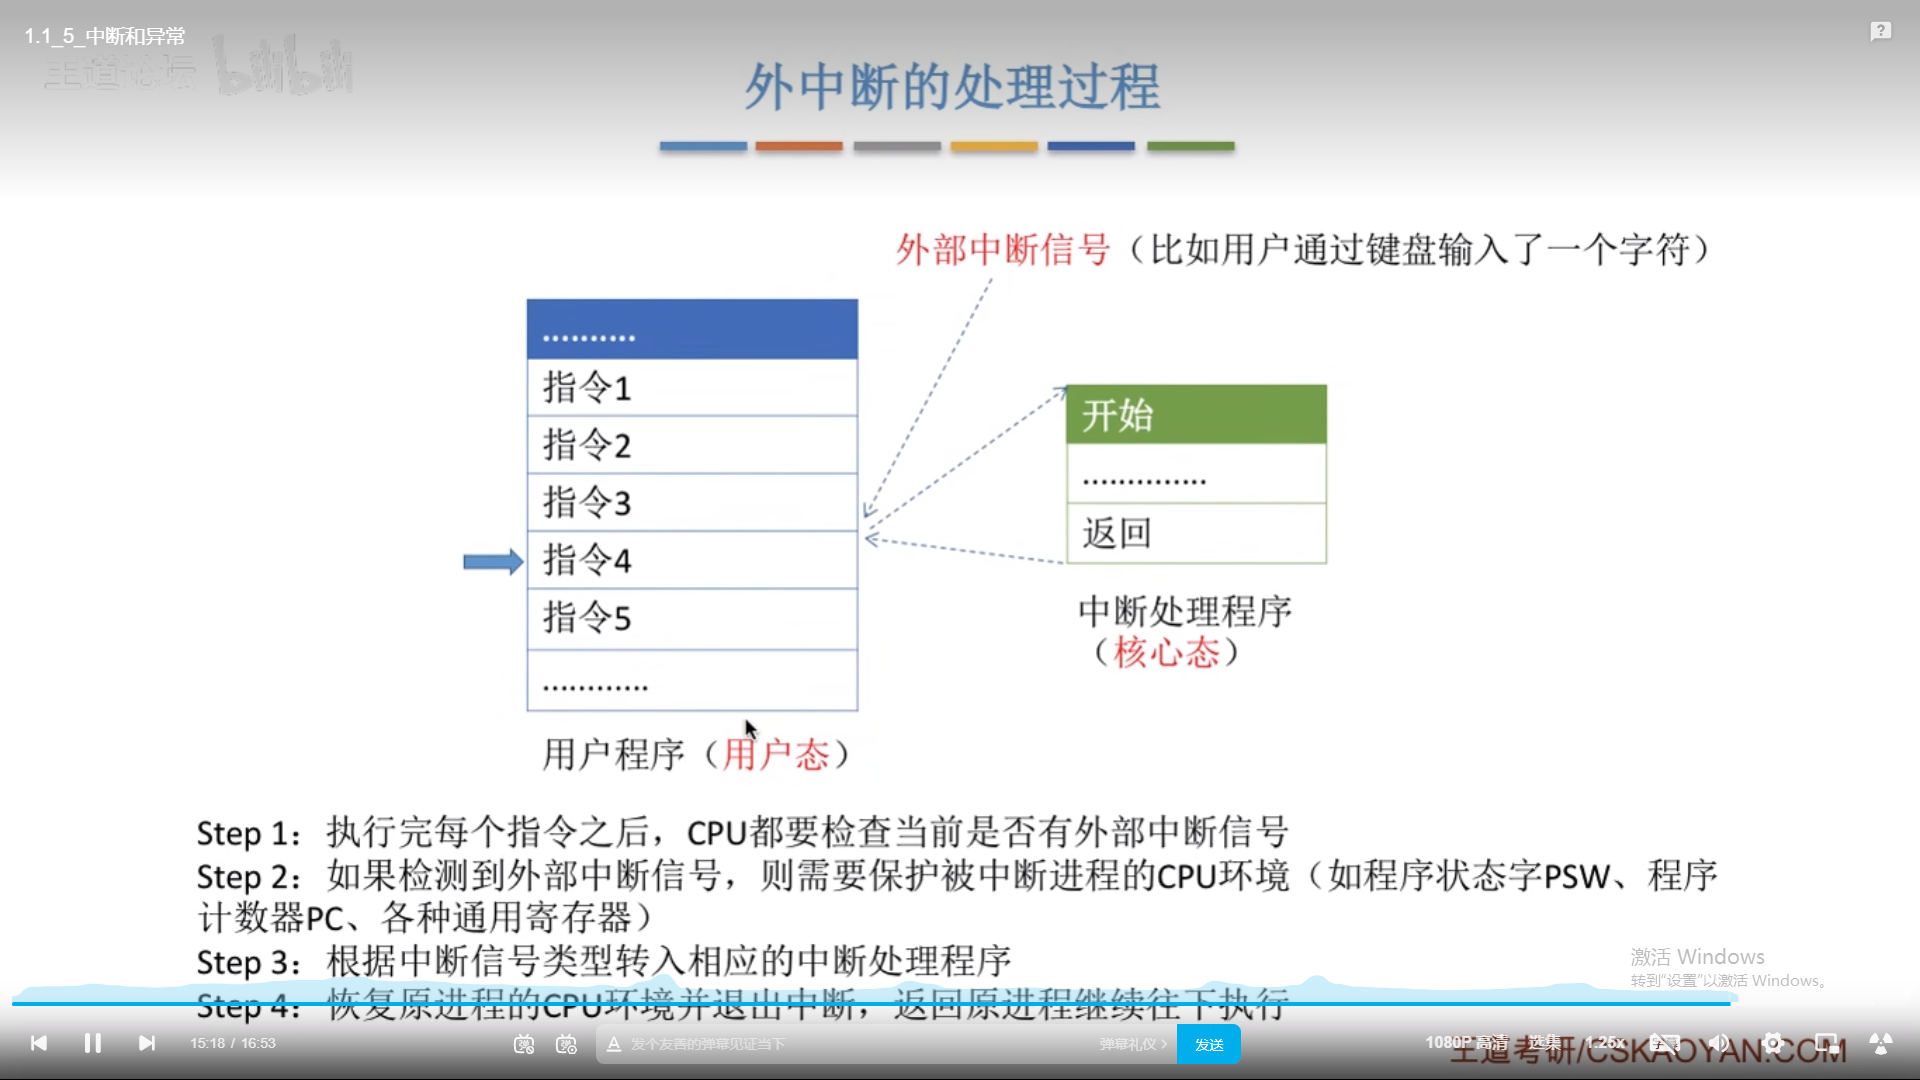 1.1_5_中断和异常
王道论坛 bilibili
外中断的处理过程
外部中断信号（比如用户通过键盘输入了一个字符）
..........
指令1
指令2
指令3
指令4
指令5
............
用户程序（用户态）
开始
..............
返回
中断处理程序
（核心态）
Step 1：执行完每个指令之后，CPU都要检查当前是否有外部中断信号
Step 2：如果检测到外部中断信号，则需要保护被中断进程的CPU环境（如程序状态字PSW、程序
计数器PC、各种通用寄存器）
Step 3：根据中断信号类型转入相应的中断处理程序
Step 4：恢复原进程的CPU环境并退出中断，返回原进程继续往下执行
激活 Windows
转到“设置”以激活 Windows。
15:18 / 16:53
发个友善的弹幕见证当下
弹幕礼仪 >
发送
1080P 高清
选集
1.25x
王道考研/CSKAOYAN.COM